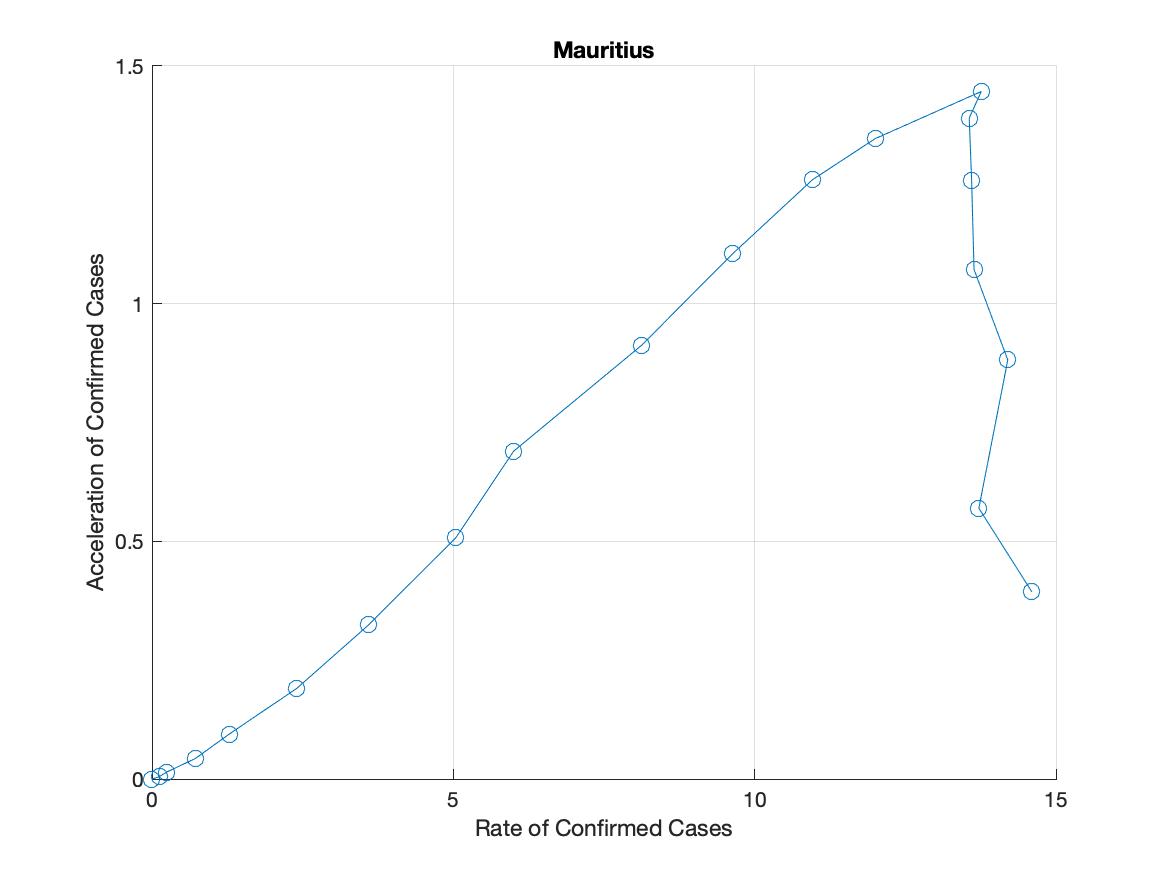 Mauritius
1.5
1
0.5
0
0
5
10
15
Acceleration of Confirmed Cases
Rate of Confirmed Cases